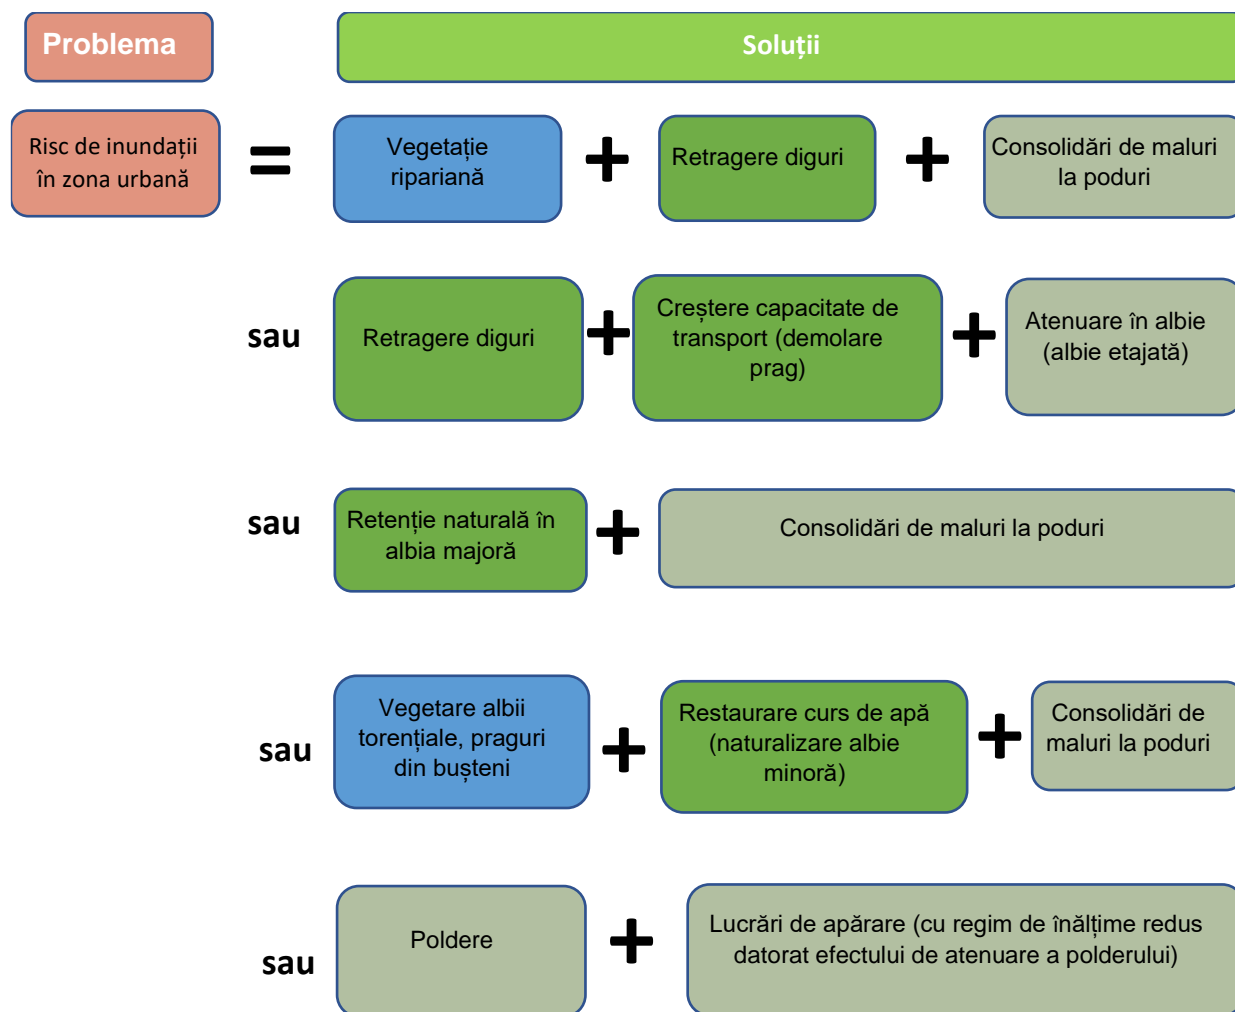 Problema
Soluții
Risc de inundații
în zona urbană
=
Vegetație
ripariană
+
Retragere diguri
+
Consolidări de maluri
la poduri
sau
Retragere diguri
+
Creștere capacitate de
transport (demolare
prag)
+
Atenuare în albie
(albie etajată)
sau
Retenție naturală în
albia majoră
+
Consolidări de maluri la poduri
sau
Vegetare albii
torențiale, praguri
din bușteni
+
Restaurare curs de apă
(naturalizare albie
minoră)
+
Consolidări de
maluri la poduri
sau
Poldere
+
Lucrări de apărare (cu regim de înălțime redus
datorat efectului de atenuare a polderului)